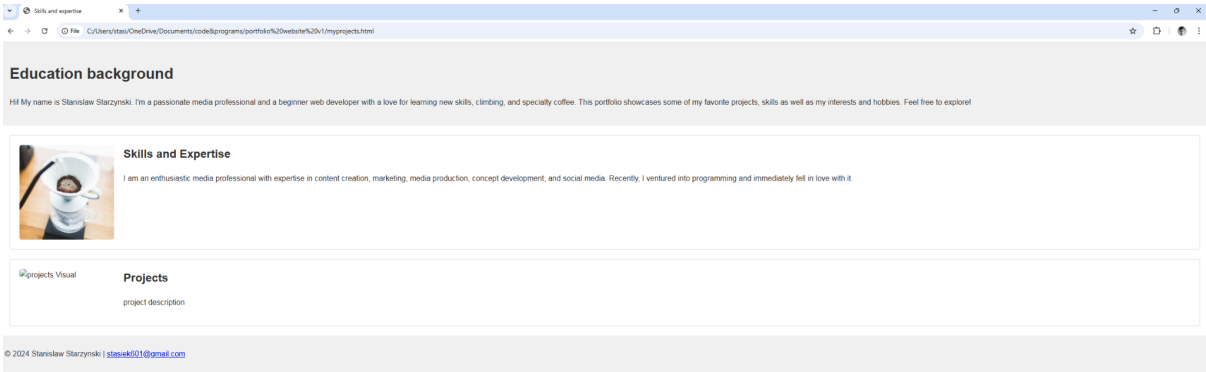 Skills and expertise
File C:/Users/stasi/OneDrive/Documents/code&programs/portfolio%20website%20v1/myprojects.html
Education background
Hi! My name is Stanislaw Starzynski. I'm a passionate media professional and a beginner web developer with a love for learning new skills, climbing, and specialty coffee. This portfolio showcases some of my favorite projects, skills as well as my interests and hobbies. Feel free to explore!
Skills and Expertise
I am an enthusiastic media professional with expertise in content creation, marketing, media production, concept development, and social media. Recently, I ventured into programming and immediately fell in love with it.
projects Visual
Projects
project description
© 2024 Stanislaw Starzynski | stasiek601@gmail.com